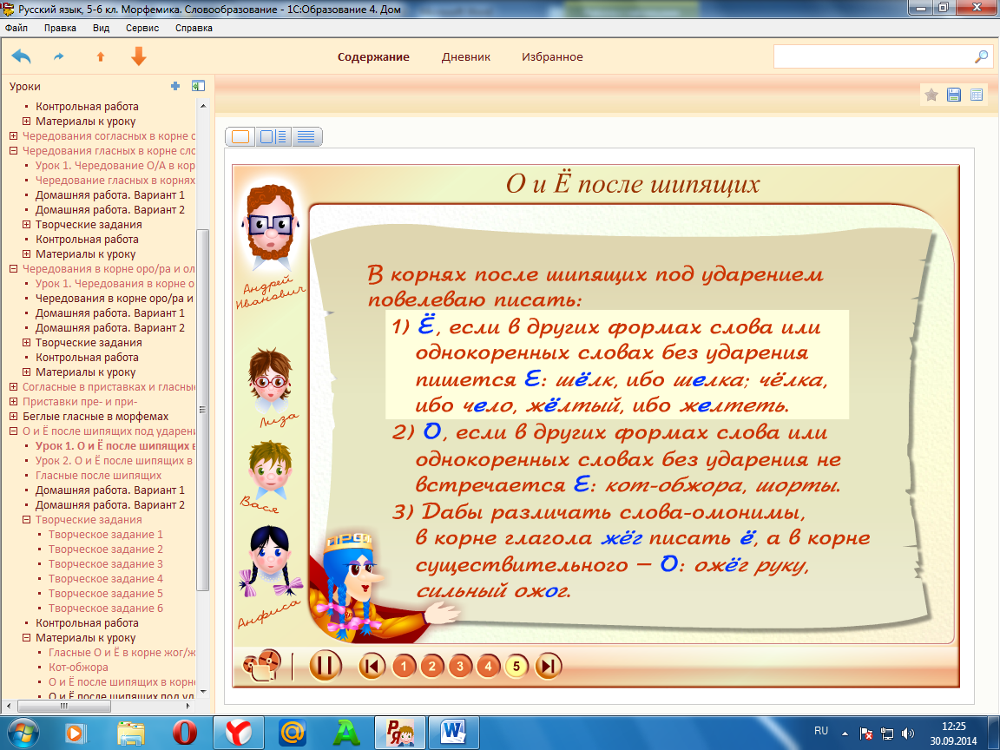 Русский язык, 5-6 кл. Морфемика. Словообразование - 1С:Образование 4. Дом
Файл Правка Вид Сервис Справка
Содержание Дневник Избранное
Уроки
Контрольная работа
Материалы к уроку
Чередования согласных в корне с
Чередования гласных в корне сло
Урок 1. Чередование О/А в кор
Чередование гласных в корнях
Домашняя работа. Вариант 1
Домашняя работа. Вариант 2
Творческие задания
Контрольная работа
Материалы к уроку
Чередования в корне оро/ра и ол
Урок 1. Чередования в корне о
Чередования в корне оро/ра и
Домашняя работа. Вариант 1
Домашняя работа. Вариант 2
Творческие задания
Контрольная работа
Материалы к уроку
Согласные в приставках и гласные
Приставки пре- и при-
Беглые гласные в морфемах
О и Ё после шипящих под ударени
Урок 1. О и Ё после шипящих в
Урок 2. О и Ё после шипящих в
Гласные после шипящих
Домашняя работа. Вариант 1
Домашняя работа. Вариант 2
Творческие задания
Творческое задание 1
Творческое задание 2
Творческое задание 3
Творческое задание 4
Творческое задание 5
Творческое задание 6
Контрольная работа
Материалы к уроку
Гласные О и Ё в корне жог/ж
Кот-обжора
О и Ё после шипящих в корне
О и Ё после шипящих под уд
О и Ё после шипящих
Андрей
Иванович
Лиза
Вася
Анфиса
В корнях после шипящих под ударением
повелеваю писать:
1) Ё, если в других формах слова или
однокоренных словах без ударения
пишется Е: шёлк, ибо шелка; чёлка,
ибо чело, жёлтый, ибо желтеть.
2) О, если в других формах слова или
однокоренных словах без ударения не
встречается Е: кот-обжора, шорты.
3) Дабы различать слова-омонимы,
в корне глагола жёг писать ё, а в корне
существительного – О: ожёг руку,
сильный ожог.
1 2 3 4 5
RU
12:25
30.09.2014